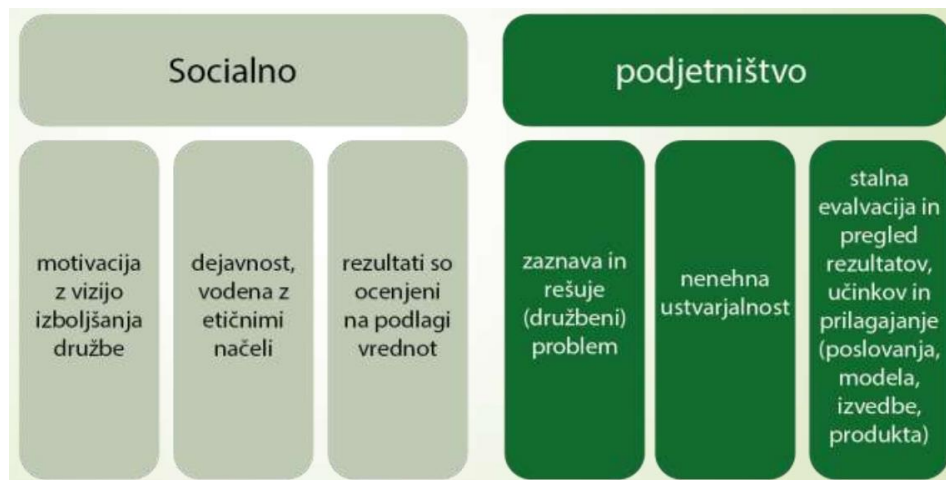 Socialno
podjetništvo
motivacija
z vizijo
izboljšanja
družbe
dejavnost,
vodena z
etičnimi
načeli
rezultati so
ocenjeni
na podlagi
vrednot
zaznava in
rešuje
(družbeni)
problem
nenehna
ustvarjalnost
stalna
evalvacija in
pregled
rezultatov,
učinkov in
prilagajanje
(poslovanja,
modela,
izvedbe,
produkta)